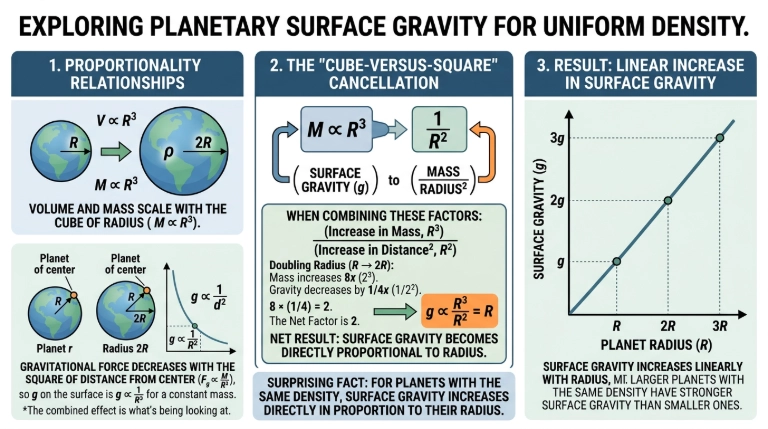 EXPLORING PLANETARY SURFACE GRAVITY FOR UNIFORM DENSITY.
1. PROPORTIONALITY
RELATIONSHIPS
V ∝ R³
R
ρ
2R
M ∝ R³
VOLUME AND MASS SCALE WITH THE
CUBE OF RADIUS ( M ∝ R³).
Planet
of center
R
Planet r
Planet
of center
R
2R
Radius 2R
g ∝ 1/d²
g ∝ 1/R²
GRAVITATIONAL FORCE DECREASES WITH THE
SQUARE OF DISTANCE FROM CENTER (F_g ∝ M/R²),
so g on the surface is g ∝ 1/R² for a constant mass.
*The combined effect is what's being looking at.
2. THE "CUBE-VERSUS-SQUARE"
CANCELLATION
M ∝ R³
1/R²
(SURFACE
GRAVITY (g)) to (MASS
RADIUS²)
WHEN COMBINING THESE FACTORS:
(Increase in Mass, R³)
(Increase in Distance², R²)
Doubling Radius (R → 2R):
Mass increases 8x (2³).
Gravity decreases by 1/4x (1/2²).
8 × (1/4) = 2.
The Net Factor is 2.
g ∝ R³/R² = R
NET RESULT: SURFACE GRAVITY BECOMES
DIRECTLY PROPORTIONAL TO RADIUS.
SURPRISING FACT: FOR PLANETS WITH THE
SAME DENSITY, SURFACE GRAVITY INCREASES
DIRECTLY IN PROPORTION TO THEIR RADIUS.
3. RESULT: LINEAR INCREASE
IN SURFACE GRAVITY
SURFACE GRAVITY (g)
3g
2g
g
R 2R 3R
PLANET RADIUS (R)
SURFACE GRAVITY INCREASES LINEARLY
WITH RADIUS, LARGER PLANETS WITH
THE SAME DENSITY HAVE STRONGER
SURFACE GRAVITY THAN SMALLER ONES.